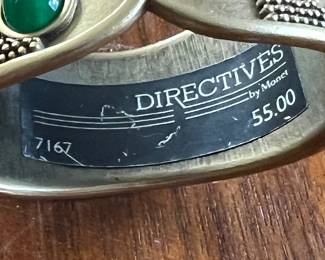 DIRECTIVES
by Monet
7167
55.00